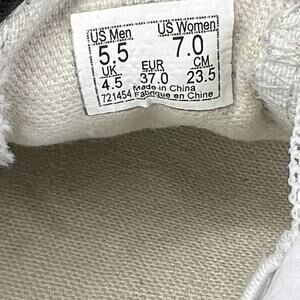 US Men US Women
5.5 7.0
UK EUR CM
4.5 37.0 23.5
721454 Made in China
Fabriqué en Chine